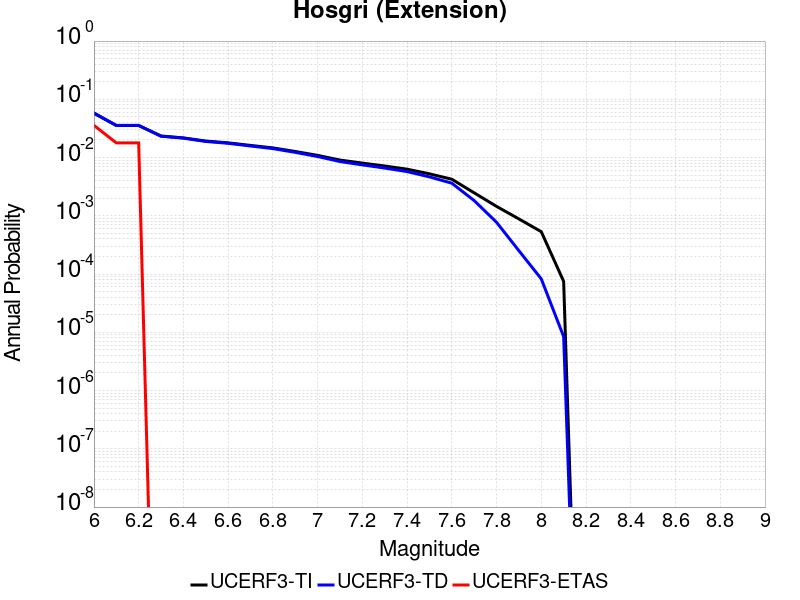 Hosgri (Extension)
Annual Probability
10^0
10^-1
10^-2
10^-3
10^-4
10^-5
10^-6
10^-7
10^-8
6 6.2 6.4 6.6 6.8 7 7.2 7.4 7.6 7.8 8 8.2 8.4 8.6 8.8 9
Magnitude
UCERF3-TI UCERF3-TD UCERF3-ETAS